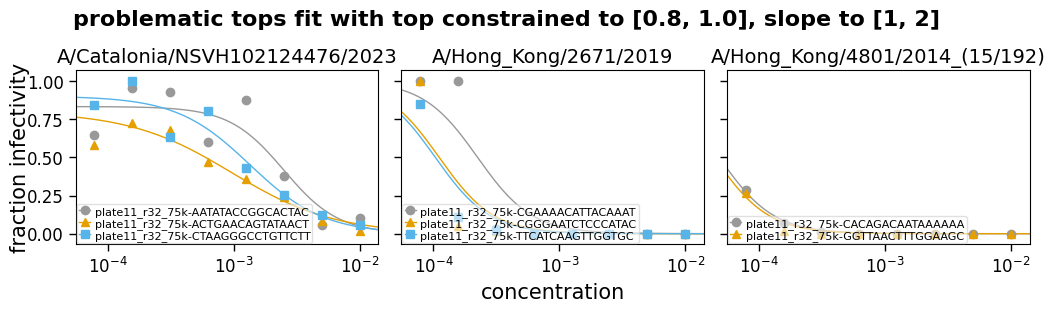 problematic tops fit with top constrained to [0.8, 1.0], slope to [1, 2]
A/Catalonia/NSVH102124476/2023
A/Hong_Kong/2671/2019
A/Hong_Kong/4801/2014_(15/192)
fraction infectivity
1.00
0.75
0.50
0.25
0.00
plate11_r32_75k-AATATACCGGCACTAC
plate11_r32_75k-ACTGAACAGTATAACT
plate11_r32_75k-CTAAGGGCCTGTTCTT
plate11_r32_75k-CGAAAACATTACAAAT
plate11_r32_75k-CGGGAATCTCCCATAC
plate11_r32_75k-TTCATCAAGTTGGTGC
plate11_r32_75k-CACAGACAATAAAAAA
plate11_r32_75k-GGTTAACTTTGGAAGC
10⁻⁴ 10⁻³ 10⁻²
10⁻⁴ 10⁻³ 10⁻²
10⁻⁴ 10⁻³ 10⁻²
concentration